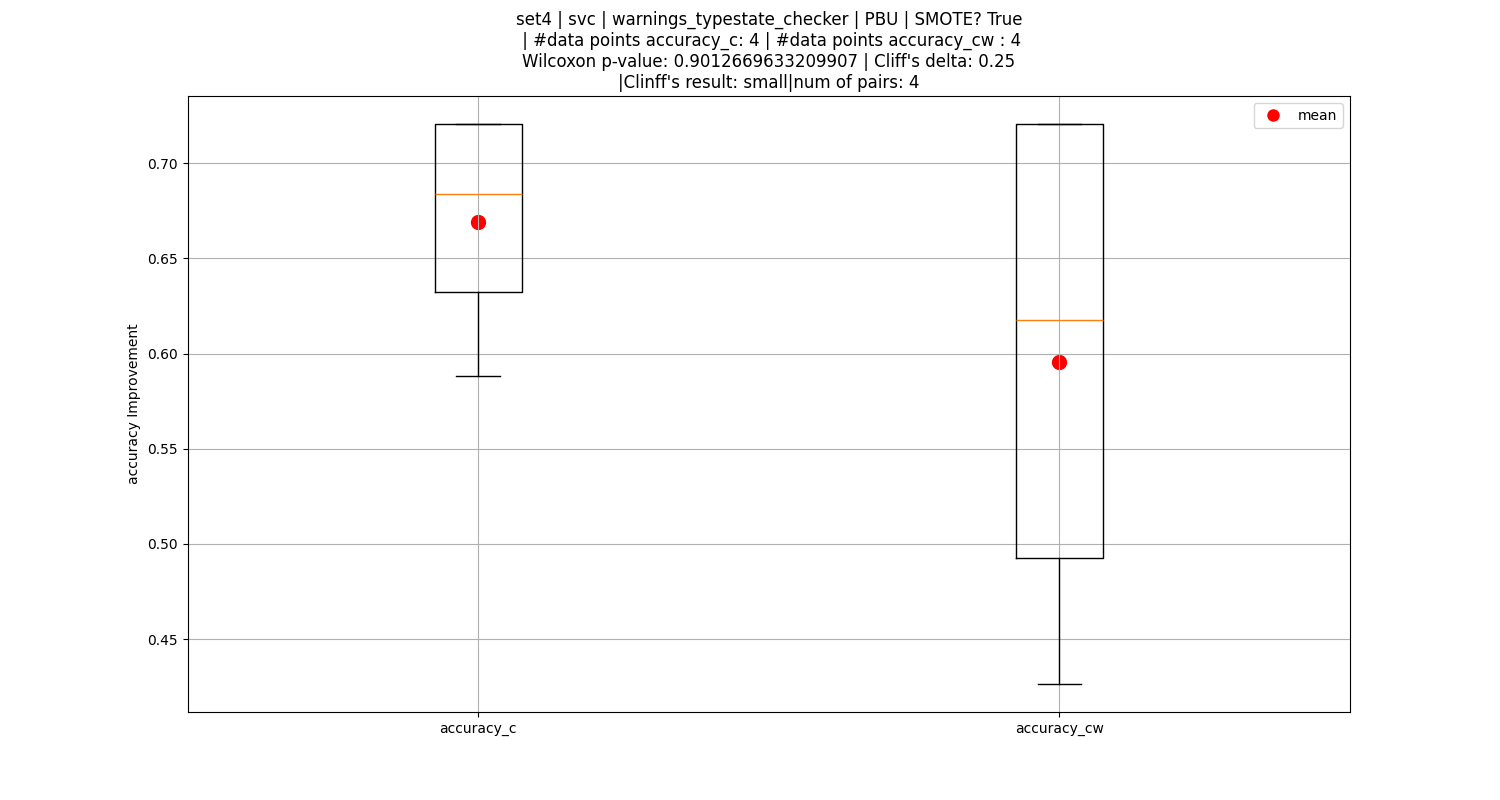 set4 | svc | warnings_typestate_checker | PBU | SMOTE? True
| #data points accuracy_c: 4 | #data points accuracy_cw : 4
Wilcoxon p-value: 0.9012669633209907 | Cliff's delta: 0.25
|Clinff's result: small|num of pairs: 4
mean
0.70
0.65
0.60
0.55
0.50
0.45
accuracy Improvement
accuracy_c
accuracy_cw